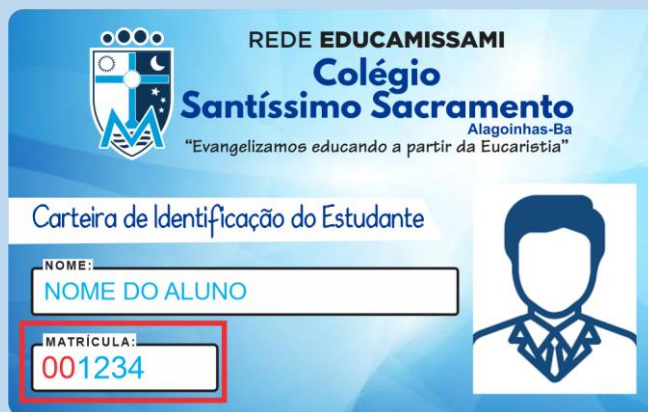 REDE EDUCAMISSAMI
Colégio
Santíssimo Sacramento
Alagoinhas-Ba
“Evangelizamos educando a partir da Eucaristia”
Carteira de Identificação do Estudante
NOME:
NOME DO ALUNO
MATRÍCULA:
001234